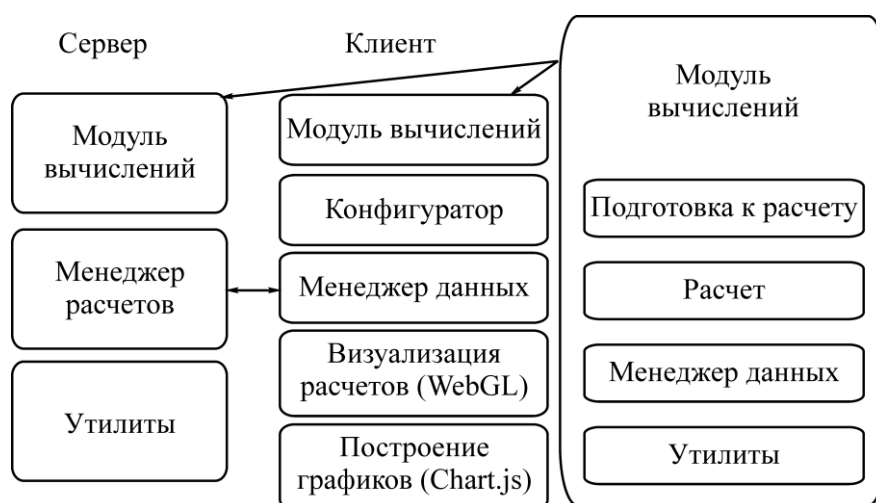 Сервер
Модуль
вычислений
Менеджер
расчетов
Утилиты
Клиент
Модуль вычислений
Конфигуратор
Менеджер данных
Визуализация
расчетов (WebGL)
Построение
графиков (Chart.js)
Модуль
вычислений
Подготовка к расчету
Расчет
Менеджер данных
Утилиты